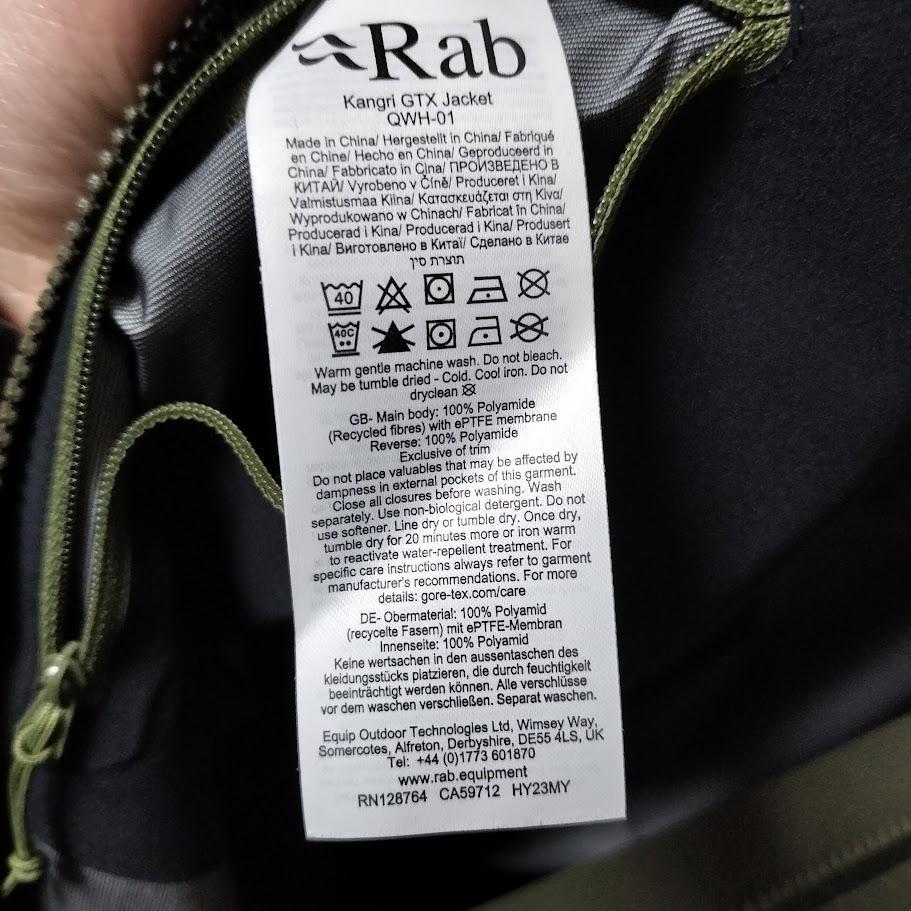 Rab
Kangri GTX Jacket
QWH-01
Made in China/ Hergestellt in China/ Fabriqué
en Chine/ Hecho en China/ Geproduceerd in
China/ Fabbricato in Cina/ ПРОИЗВЕДЕНО В
КИТАЙ/ Vyrobeno v Číně/ Produceret i Kina/
Valmistusmaa Kiina/ Κατασκευάζεται στη Κίνα/
Wyprodukowano w Chinach/ Fabricat în China/
Producerad i Kina/ Producerad i Kina/ Produsert
i Kina/ Виготовлено в Китаї/ Сделано в Китае
תוצרת סין
40
40C
Warm gentle machine wash. Do not bleach.
May be tumble dried - Cold. Cool iron. Do not
dryclean
GB- Main body: 100% Polyamide
(Recycled fibres) with ePTFE membrane
Reverse: 100% Polyamide
Exclusive of trim
Do not place valuables that may be affected by
dampness in external pockets of this garment.
Close all closures before washing. Wash
separately. Use non-biological detergent. Do not
use softener. Line dry or tumble dry. Once dry,
tumble dry for 20 minutes more or iron warm
to reactivate water-repelient treatment. For
specific care instructions always refer to garment
manufacturer's recommendations. For more
details: gore-tex.com/care
DE- Obermaterial: 100% Polyamid
(recycelte Fasern) mit ePTFE-Membran
Innenseite: 100% Polyamid
Keine wertsachen in den aussentaschen des
kleidungsstücks platzieren, die durch feuchtigkeit
beeinträchtigt werden können. Alle verschlüsse
vor dem waschen verschließen. Separat waschen.
Equip Outdoor Technologies Ltd, Wimsey Way,
Somercotes, Alfreton, Derbyshire, DE55 4LS, UK
Tel: +44 (0)1773 601870
www.rab.equipment
RN128764 CA59712 HY23MY